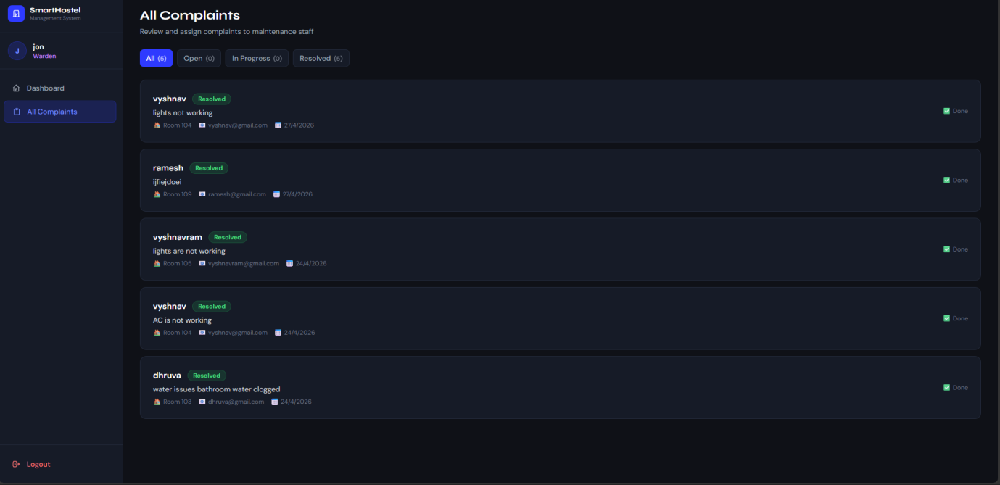 SmartHostel
Management System
J
jon
Warden
Dashboard
All Complaints
Logout
All Complaints
Review and assign complaints to maintenance staff
All (5) Open (0) In Progress (0) Resolved (5)
vyshnav Resolved
lights not working
Room 104 vyshnav@gmail.com 27/4/2026
Done
ramesh Resolved
ijfiejdoei
Room 109 ramesh@gmail.com 27/4/2026
Done
vyshnavram Resolved
lights are not working
Room 105 vyshnavram@gmail.com 24/4/2026
Done
vyshnav Resolved
AC is not working
Room 104 vyshnav@gmail.com 24/4/2026
Done
dhruva Resolved
water issues bathroom water clogged
Room 103 dhruva@gmail.com 24/4/2026
Done